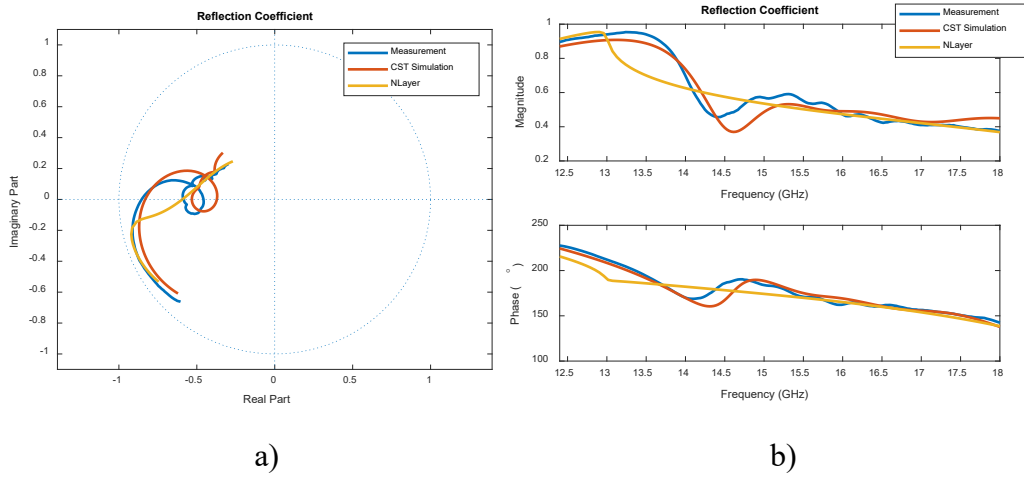 Reflection Coefficient
Measurement
CST Simulation
NLayer
1
0.8
0.6
0.4
0.2
0
-0.2
-0.4
-0.6
-0.8
-1
Imaginary Part
-1
-0.5
0
0.5
1
Real Part
a)
Reflection Coefficient
Measurement
CST Simulation
NLayer
1
0.8
0.6
0.4
0.2
Magnitude
12.5 13 13.5 14 14.5 15 15.5 16 16.5 17 17.5 18
Frequency (GHz)
250
200
150
100
Phase ( ° )
12.5 13 13.5 14 14.5 15 15.5 16 16.5 17 17.5 18
Frequency (GHz)
b)